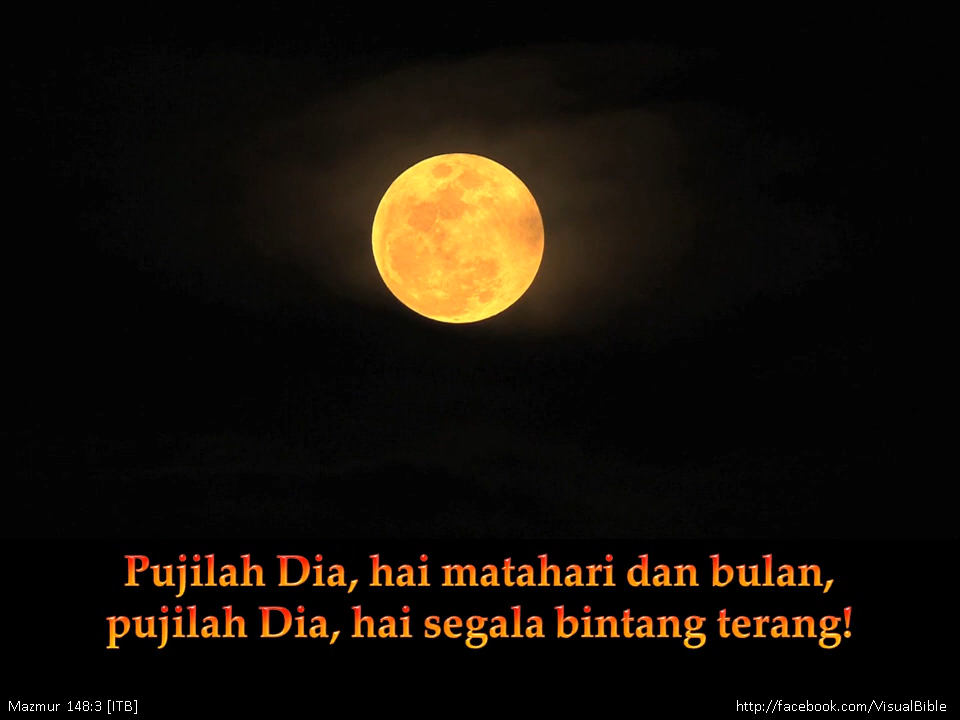 Pujilah Dia, hai matahari dan bulan,
pujilah Dia, hai segala bintang terang!
Mazmur 148:3 [ITB]
http://facebook.com/VisualBible